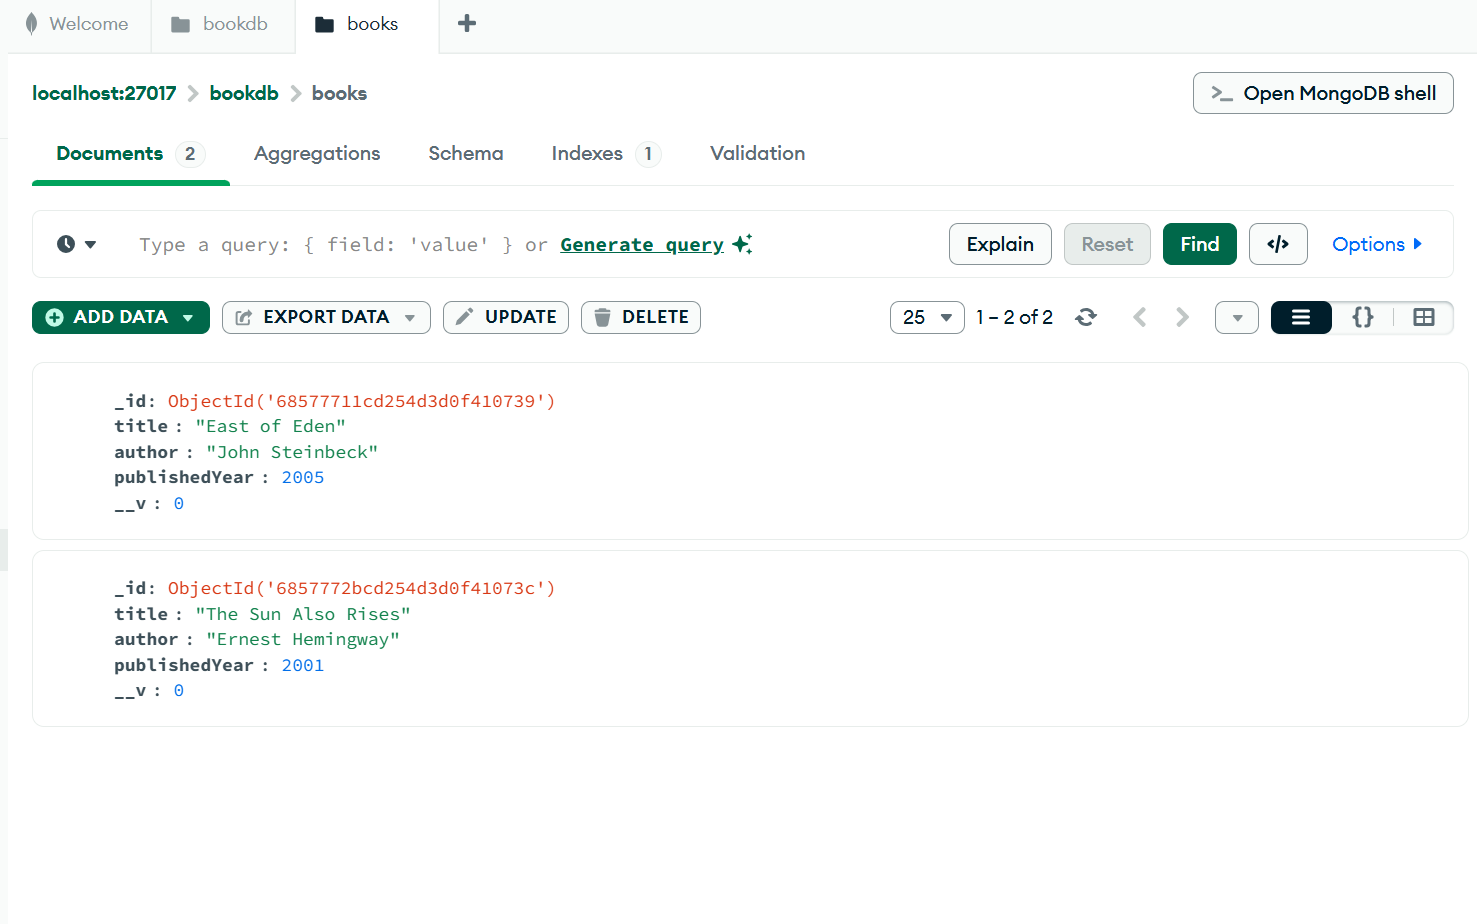 Welcome bookdb books
localhost:27017 bookdb books
>_ Open MongoDB shell
Documents 2 Aggregations Schema Indexes 1 Validation
Type a query: { field: 'value' } or Generate query
Explain Reset Find </> Options
ADD DATA EXPORT DATA UPDATE DELETE
25 1 – 2 of 2 {}
_id: ObjectId('68577711cd254d3d0f410739')
title : "East of Eden"
author : "John Steinbeck"
publishedYear : 2005
__v : 0
_id: ObjectId('6857772bcd254d3d0f41073c')
title : "The Sun Also Rises"
author : "Ernest Hemingway"
publishedYear : 2001
__v : 0